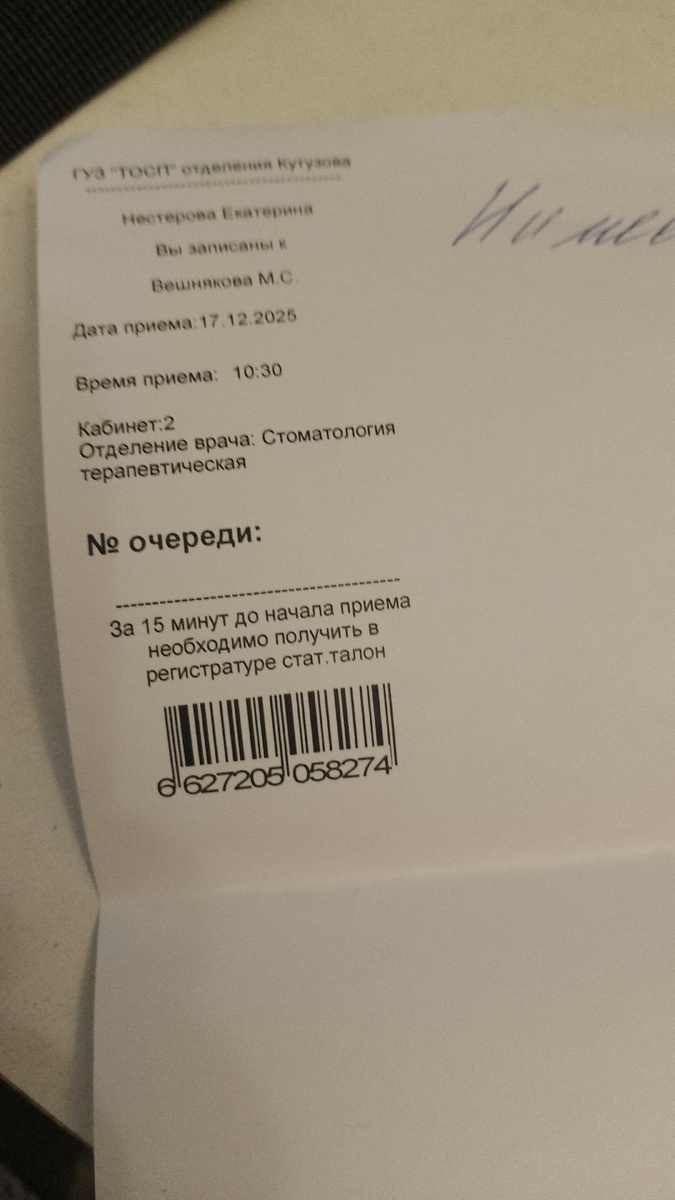 ГУЗ "ТОСП" отделения Кутузова
Нестерова Екатерина
Вы записаны к
Вешнякова М.С.
Дата приема:17.12.2025
Время приема: 10:30
Кабинет:2
Отделение врача: Стоматология
терапевтическая
№ очереди:
За 15 минут до начала приема
необходимо получить в
регистратуре стат.талон
6 627205 058274